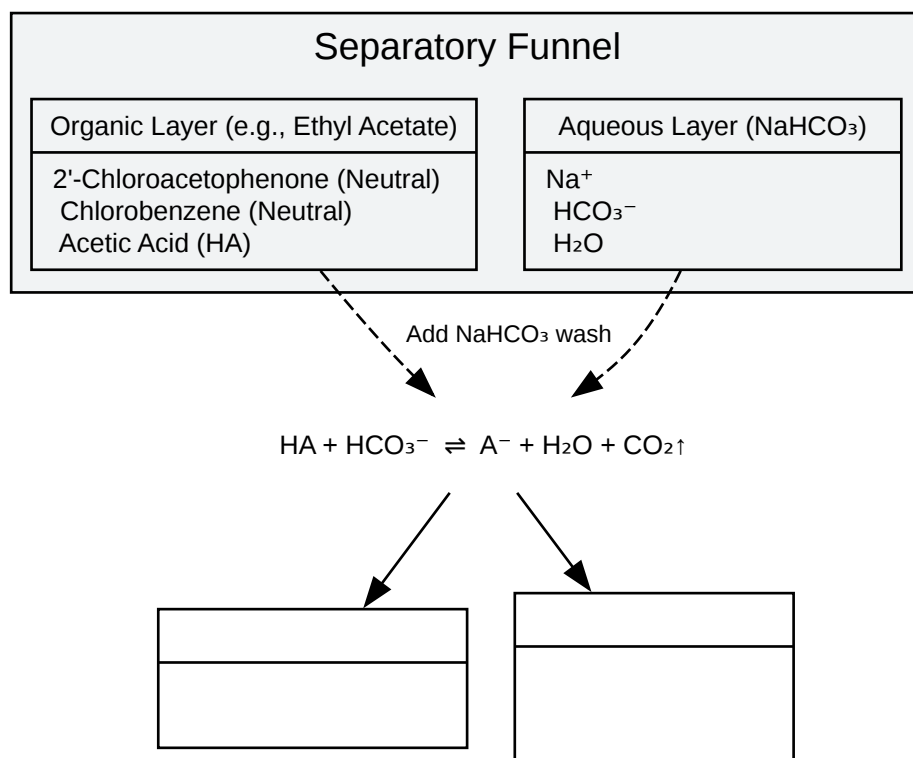 Separatory Funnel
Organic Layer (e.g., Ethyl Acetate)
2'-Chloroacetophenone (Neutral)
Chlorobenzene (Neutral)
Acetic Acid (HA)
Aqueous Layer (NaHCO₃)
Na⁺
HCO₃⁻
H₂O
Add NaHCO₃ wash
HA + HCO₃⁻ ⇌ A⁻ + H₂O + CO₂↑